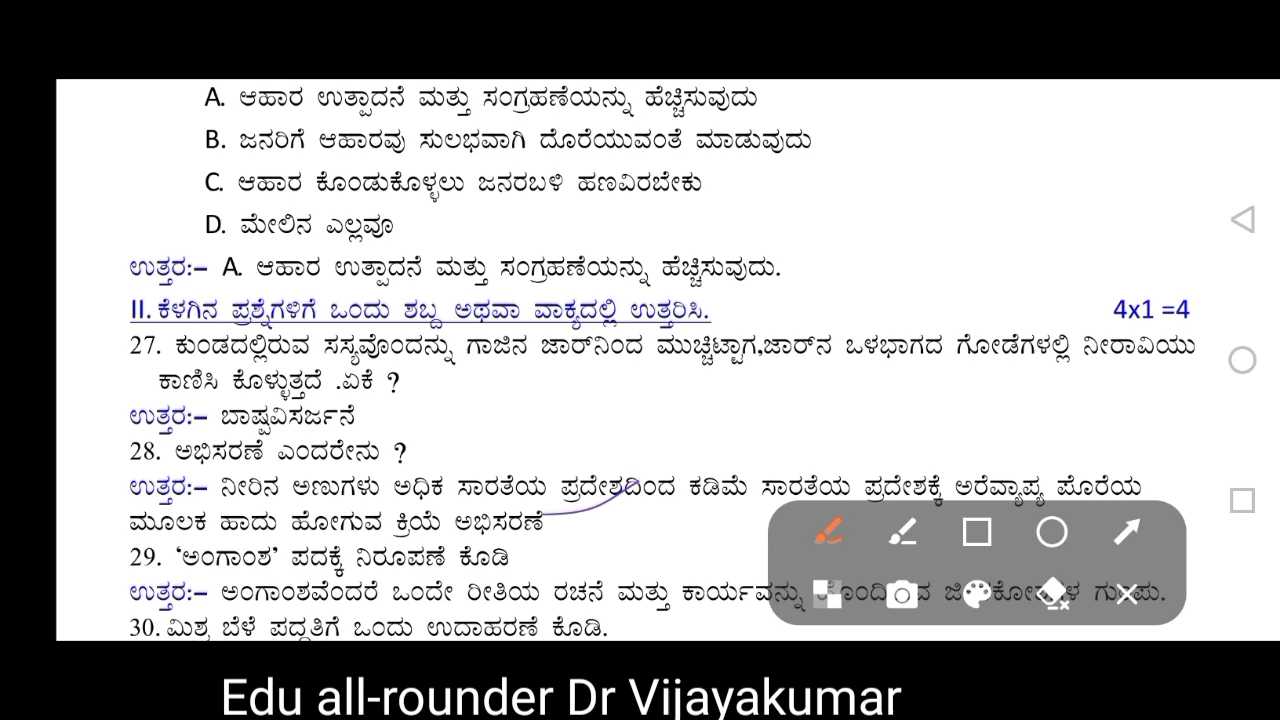 A. ಆಹಾರ ಉತ್ಪಾದನೆ ಮತ್ತು ಸಂಗ್ರಹಣೆಯನ್ನು ಹೆಚ್ಚಿಸುವುದು
B. ಜನರಿಗೆ ಆಹಾರವು ಸುಲಭವಾಗಿ ದೊರೆಯುವಂತೆ ಮಾಡುವುದು
C. ಆಹಾರ ಕೊಂಡುಕೊಳ್ಳಲು ಜನರಬಳಿ ಹಣವಿರಬೇಕು
D. ಮೇಲಿನ ಎಲ್ಲವೂ
ಉತ್ತರ:– A. ಆಹಾರ ಉತ್ಪಾದನೆ ಮತ್ತು ಸಂಗ್ರಹಣೆಯನ್ನು ಹೆಚ್ಚಿಸುವುದು.
II. ಕೆಳಗಿನ ಪ್ರಶ್ನೆಗಳಿಗೆ ಒಂದು ಶಬ್ದ ಅಥವಾ ವಾಕ್ಯದಲ್ಲಿ ಉತ್ತರಿಸಿ. 4x1 =4
27. ಕುಂಡದಲ್ಲಿರುವ ಸಸ್ಯವೊಂದನ್ನು ಗಾಜಿನ ಜಾರ್‌ನಿಂದ ಮುಚ್ಚಿಟ್ಟಾಗ,ಜಾರ್‌ನ ಒಳಭಾಗದ ಗೋಡೆಗಳಲ್ಲಿ ನೀರಾವಿಯು
ಕಾಣಿಸಿ ಕೊಳ್ಳುತ್ತದೆ .ಏಕೆ ?
ಉತ್ತರ:– ಬಾಷ್ಪವಿಸರ್ಜನೆ
28. ಅಭಿಸರಣೆ ಎಂದರೇನು ?
ಉತ್ತರ:– ನೀರಿನ ಅಣುಗಳು ಅಧಿಕ ಸಾರತೆಯ ಪ್ರದೇಶದಿಂದ ಕಡಿಮೆ ಸಾರತೆಯ ಪ್ರದೇಶಕ್ಕೆ ಅರೆವ್ಯಾಪ್ಯ ಪೊರೆಯ
ಮೂಲಕ ಹಾದು ಹೋಗುವ ಕ್ರಿಯೆ ಅಭಿಸರಣೆ
29. ‘ಅಂಗಾಂಶ’ ಪದಕ್ಕೆ ನಿರೂಪಣೆ ಕೊಡಿ
ಉತ್ತರ:– ಅಂಗಾಂಶವೆಂದರೆ ಒಂದೇ ರೀತಿಯ ರಚನೆ ಮತ್ತು ಕಾರ್ಯವನ್ನು
30. ಮಿಶ್ರ ಬೆಳೆ ಪದ್ಧತಿಗೆ ಒಂದು ಉದಾಹರಣೆ ಕೊಡಿ.
Edu all-rounder Dr Vijayakumar